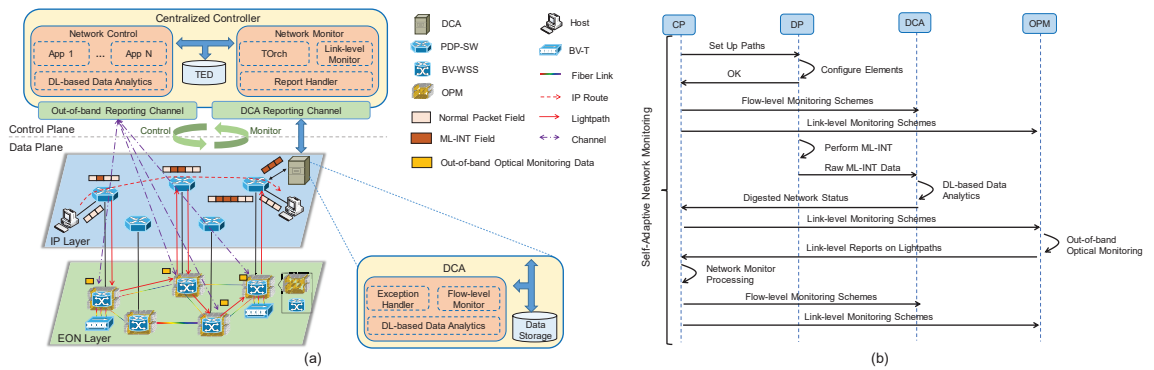 Centralized Controller
Network Control
App 1
...
App N
DL-based Data Analytics
TED
Network Monitor
TOrch
Link-level
Monitor
Report Handler
Out-of-band Reporting Channel
DCA Reporting Channel
Control Plane
Data Plane
Control
Monitor
IP Layer
EON Layer
DCA
PDP-SW
BV-WSS
OPM
Normal Packet Field
ML-INT Field
Out-of-band Optical Monitoring Data
Host
BV-T
Fiber Link
IP Route
Lightpath
Channel
DCA
Exception
Handler
Flow-level
Monitor
DL-based Data Analytics
Data
Storage
(a)
Self-Adaptive Network Monitoring
CP
DP
DCA
OPM
Set Up Paths
Configure Elements
OK
Flow-level Monitoring Schemes
Link-level Monitoring Schemes
Perform ML-INT
Raw ML-INT Data
DL-based Data
Analytics
Digested Network Status
Link-level Monitoring Schemes
Out-of-band
Optical Monitoring
Link-level Reports on Lightpaths
Network Monitor
Processing
Flow-level Monitoring Schemes
Link-level Monitoring Schemes
(b)